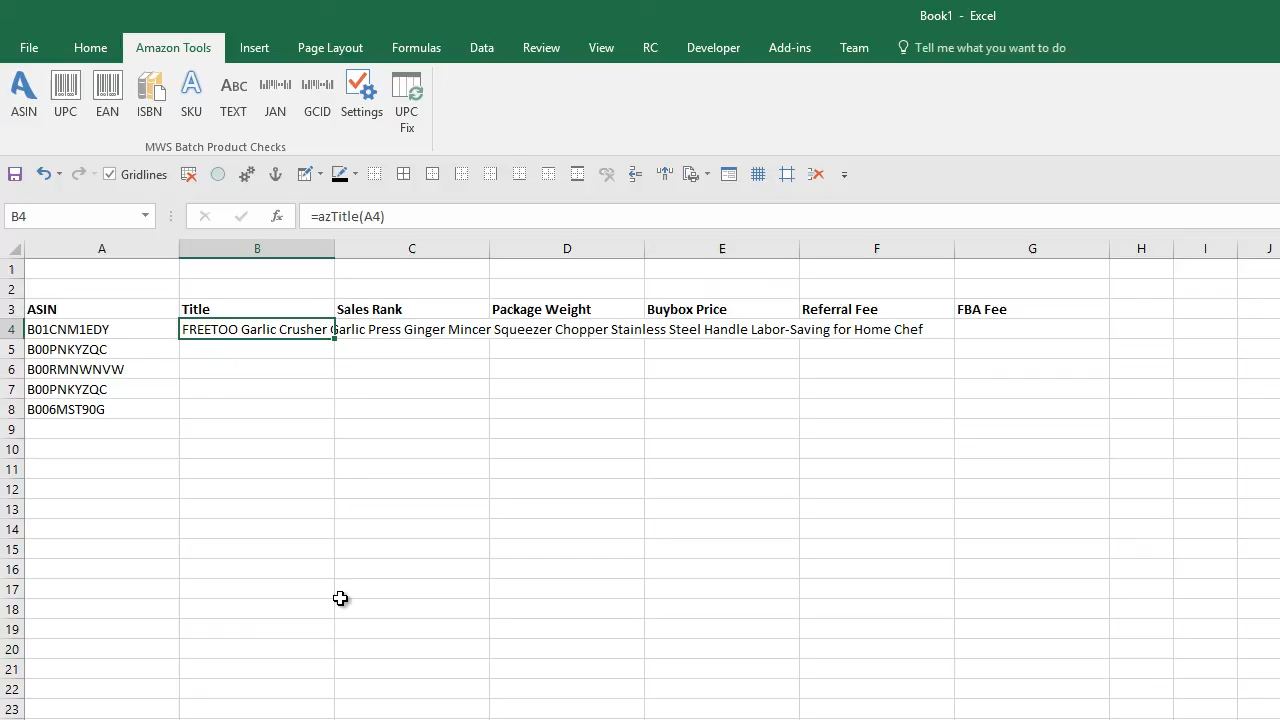 Book1 - Excel
File Home Amazon Tools Insert Page Layout Formulas Data Review View RC Developer Add-ins Team Tell me what you want to do
ASIN UPC EAN ISBN SKU TEXT JAN GCID Settings UPC Fix
MWS Batch Product Checks
Gridlines
B4 fx =azTitle(A4)
A B C D E F G H I J
1
2
3 ASIN Title Sales Rank Package Weight Buybox Price Referral Fee FBA Fee
4 B01CNM1EDY FREETOO Garlic Crusher Garlic Press Ginger Mincer Squeezer Chopper Stainless Steel Handle Labor-Saving for Home Chef
5 B00PNKYZQC
6 B00RMNWNVW
7 B00PNKYZQC
8 B006MST90G
9
10
11
12
13
14
15
16
17
18
19
20
21
22
23